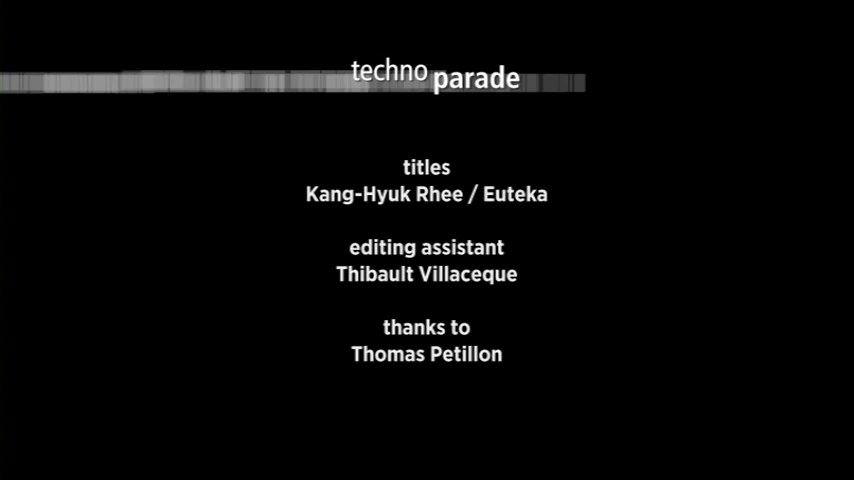 techno parade
titles
Kang-Hyuk Rhee / Euteka
editing assistant
Thibault Villaceque
thanks to
Thomas Petillon